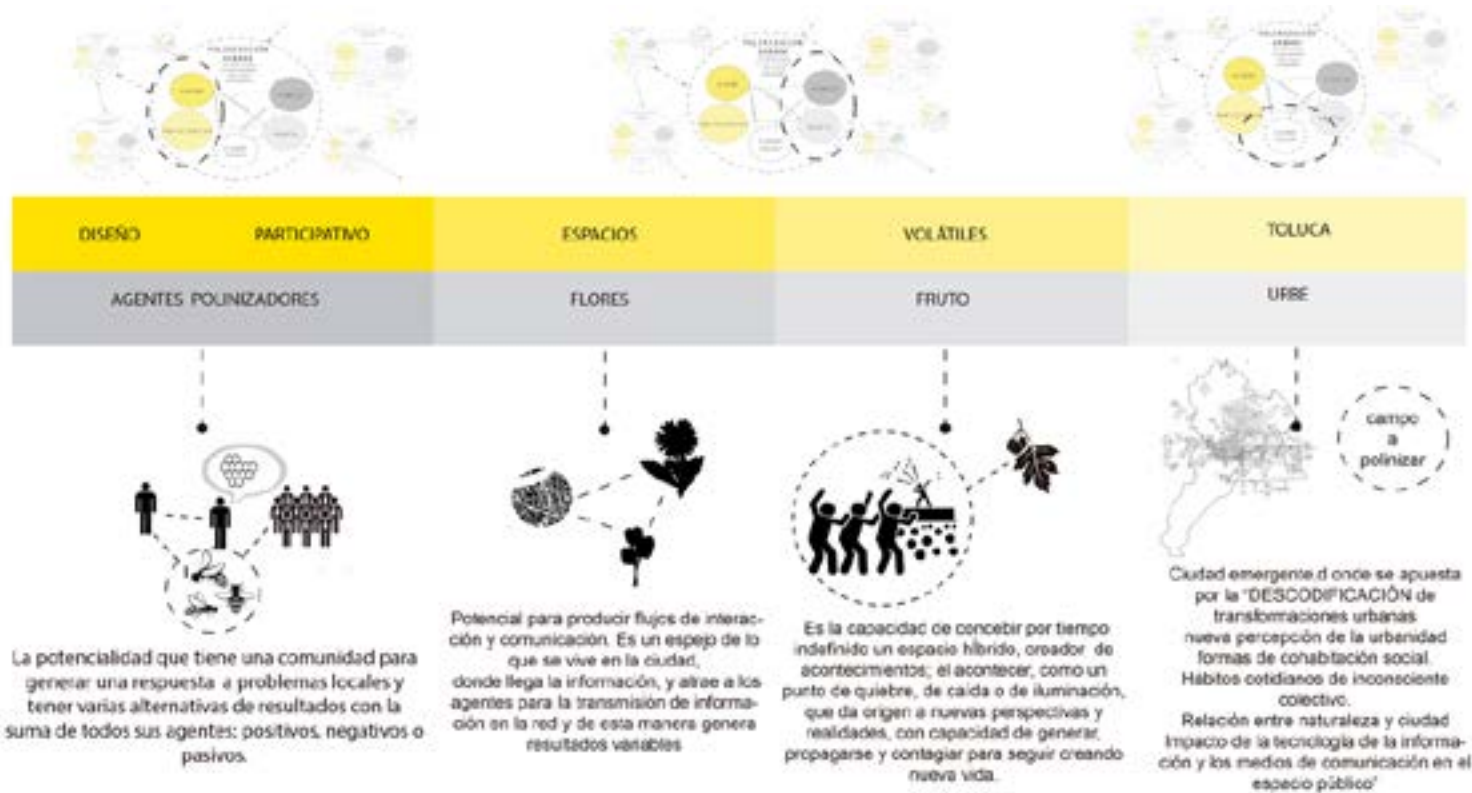 DISEÑO PARTICIPATIVO
ESPACIOS
VOLÁTILES
TOLUCA
AGENTES POLINIZADORES
FLORES
FRUTO
URBE
La potencialidad que tiene una comunidad para
generar una respuesta a problemas locales y
tener varias alternativas de resultados con la
suma de todos sus agentes: positivos, negativos o
pasivos.
Potencial para producir flujos de interac-
ción y comunicación. Es un espejo de lo
que se vive en la ciudad,
donde llega la información, y atrae a los
agentes para la transmisión de informa-
ción en la red y de esta manera genera
resultados variables
Es la capacidad de concebir por tiempo
indefinido un espacio híbrido, creador de
acontecimientos; el acontecer, como un
punto de quiebre, de caída o de iluminación,
que da origen a nuevas perspectivas y
realidades, con capacidad de generar,
propagarse y contagiar para seguir creando
nueva vida.
campo
a
polinizar
Ciudad emergente d onde se apuesta
por la "DESCODIFICACIÓN de
transformaciones urbanas
nueva percepción de la urbanidad
formas de cohabitación social.
Hábitos cotidianos de inconsciente
colectivo.
Relación entre naturaleza y ciudad
Impacto de la tecnología de la informa-
ción y los medios de comunicación en el
espacio público"